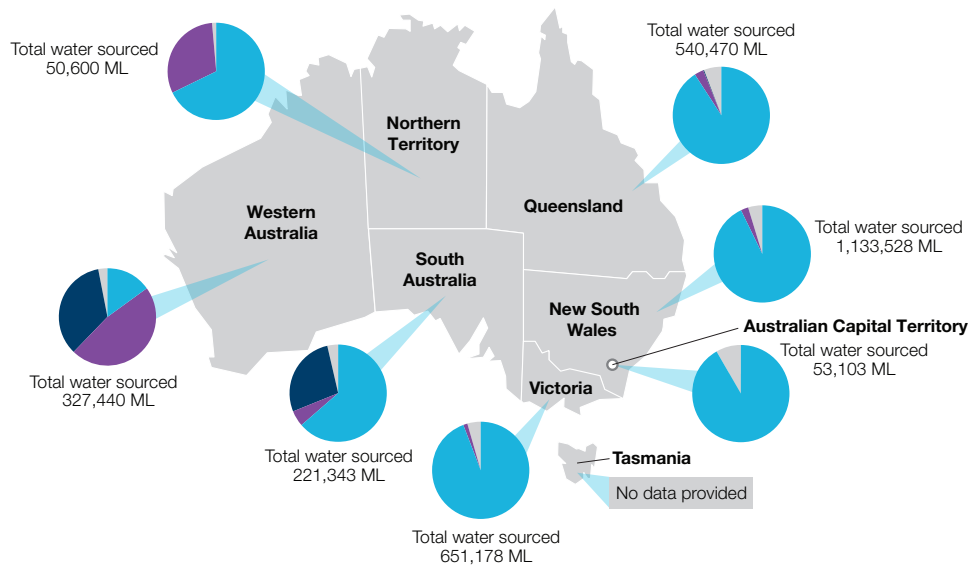 Total water sourced
50,600 ML
Total water sourced
540,470 ML
Northern
Territory
Western
Australia
Queensland
South
Australia
Total water sourced
1,133,528 ML
New South
Wales
Australian Capital Territory
Total water sourced
53,103 ML
Total water sourced
327,440 ML
Victoria
Total water sourced
221,343 ML
Tasmania
No data provided
Total water sourced
651,178 ML